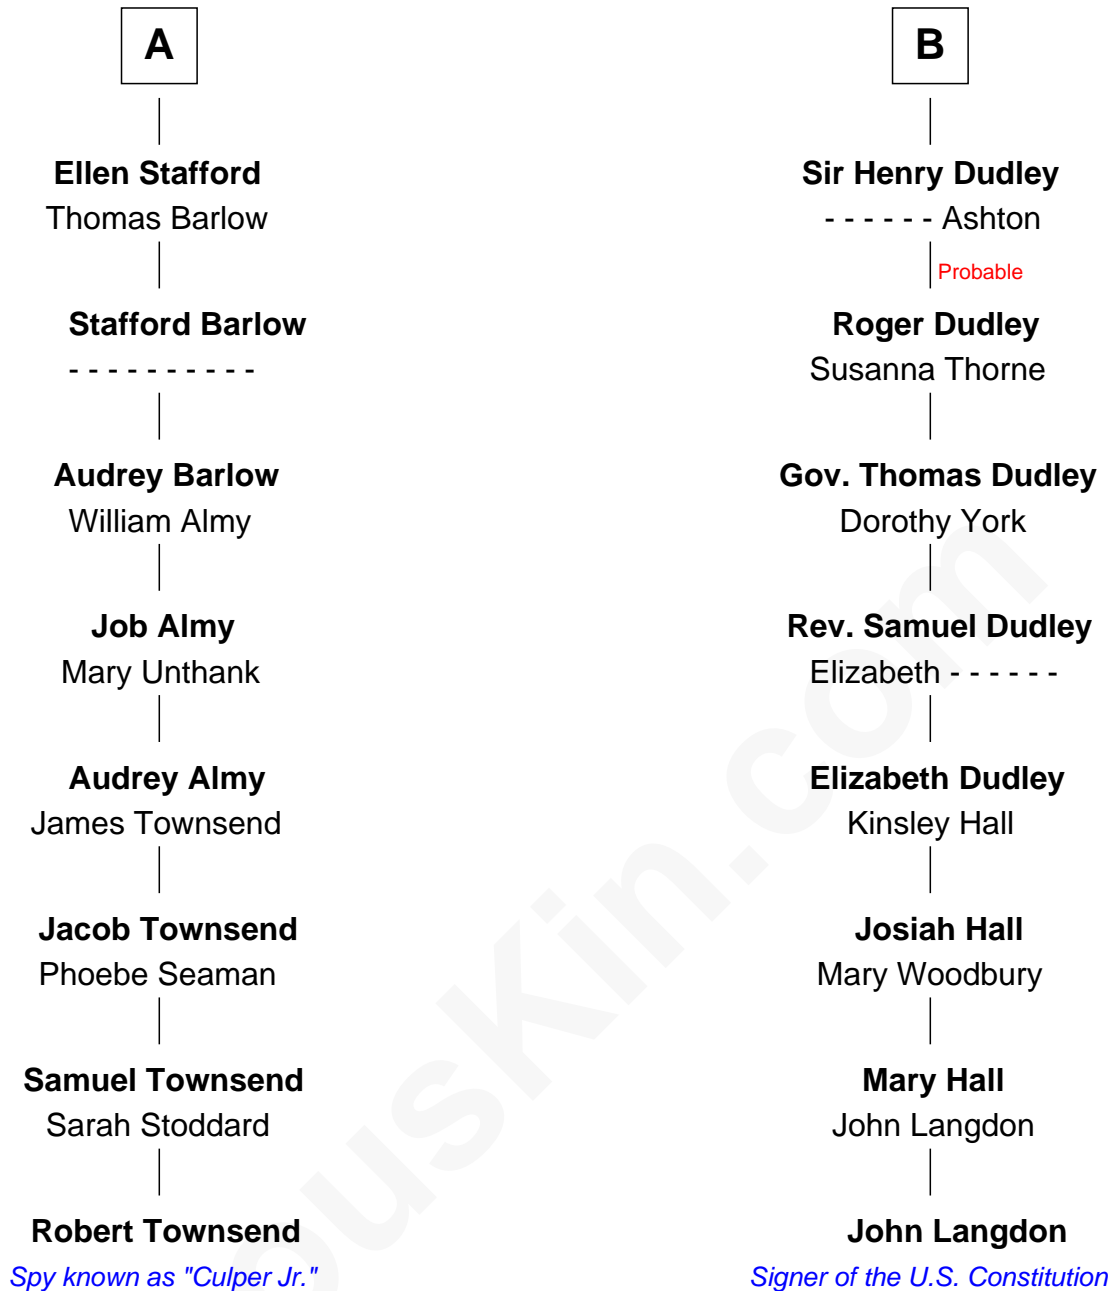 A
Ellen Stafford
Thomas Barlow
Stafford Barlow
- - - - - - - - - -
Audrey Barlow
William Almy
Job Almy
Mary Unthank
Audrey Almy
James Townsend
Jacob Townsend
Phoebe Seaman
Samuel Townsend
Sarah Stoddard
Robert Townsend
Spy known as "Culper Jr."
B
Sir Henry Dudley
- - - - - - Ashton
Probable
Roger Dudley
Susanna Thorne
Gov. Thomas Dudley
Dorothy York
Rev. Samuel Dudley
Elizabeth - - - - - -
Elizabeth Dudley
Kinsley Hall
Josiah Hall
Mary Woodbury
Mary Hall
John Langdon
John Langdon
Signer of the U.S. Constitution
ousKin.com